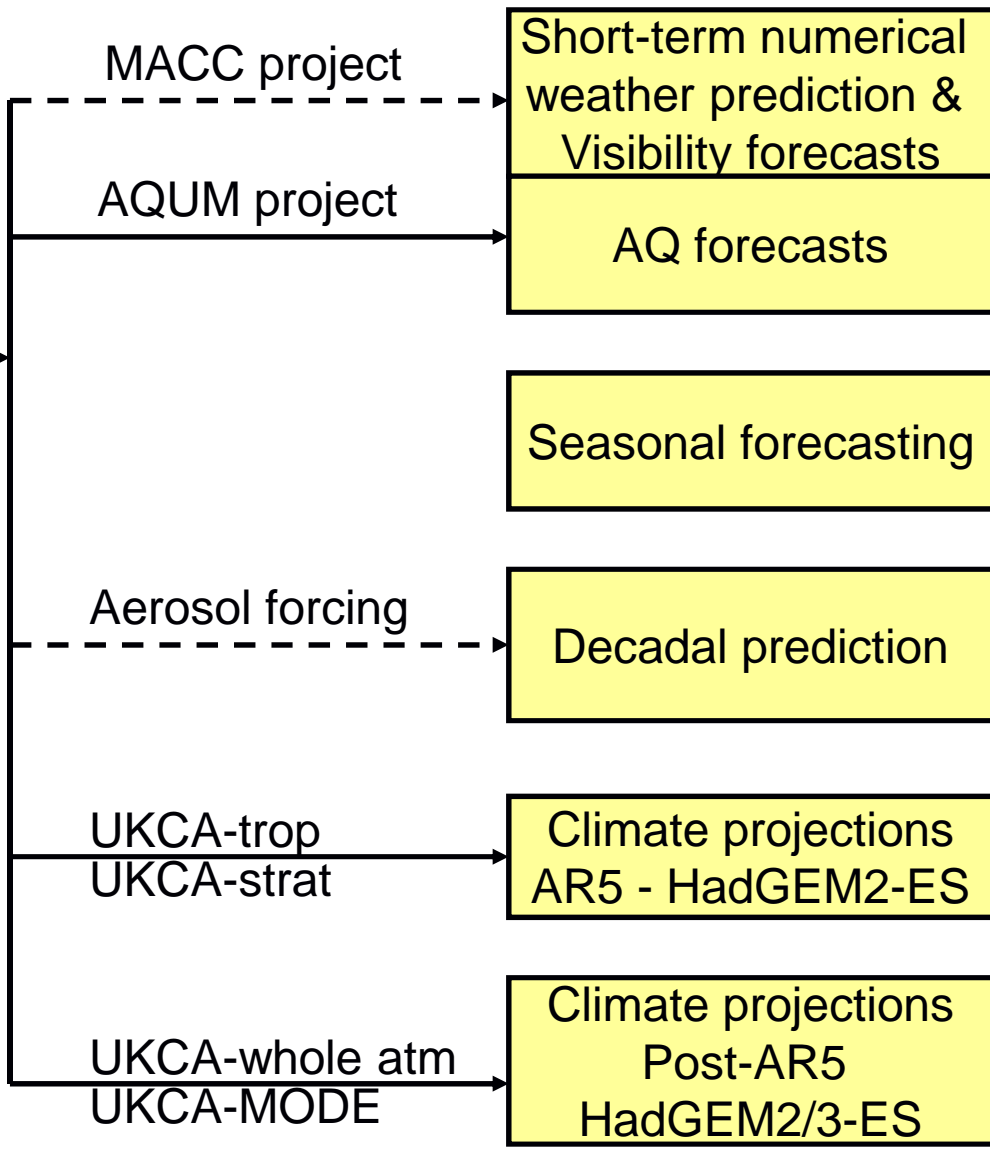 MACC project
Short-term numerical
weather prediction &
Visibility forecasts
AQUM project
AQ forecasts
Seasonal forecasting
Aerosol forcing
Decadal prediction
UKCA-trop
UKCA-strat
Climate projections
AR5 - HadGEM2-ES
UKCA-whole atm
UKCA-MODE
Climate projections
Post-AR5
HadGEM2/3-ES